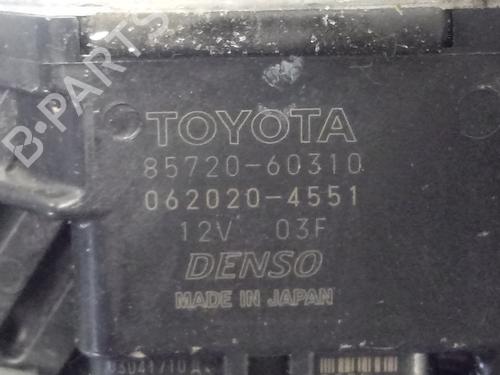 B-PARTS
TOYOTA
85720-60310
062020-4551
12V 03F
DENSO
MADE IN JAPAN